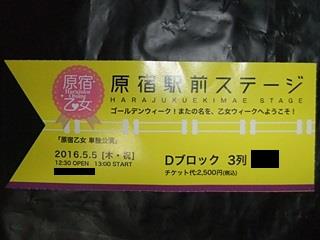 原宿
Harajuku
Otome
乙女
原宿駅前ステージ
HARAJUKUEKIMAE STAGE
ゴールデンウィーク！またの名を、乙女ウィークへようこそ！
「原宿乙女 単独公演」
2016.5.5 [木・祝]
12:30 OPEN 13:00 START
Dブロック 3列
チケット代:2,500円(税込)